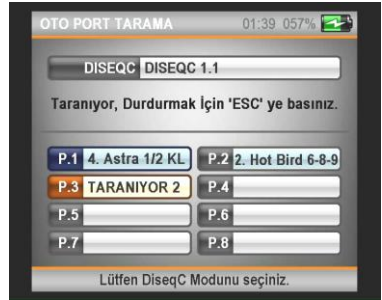 OTO PORT TARAMA 01:39 057%
DISEQC DISEQC 1.1
Taranıyor, Durdurmak İçin 'ESC' ye basınız.
P.1 4. Astra 1/2 KL P.2 2. Hot Bird 6-8-9
P.3 TARANIYOR 2 P.4
P.5 P.6
P.7 P.8
Lütfen DiseqC Modunu seçiniz.